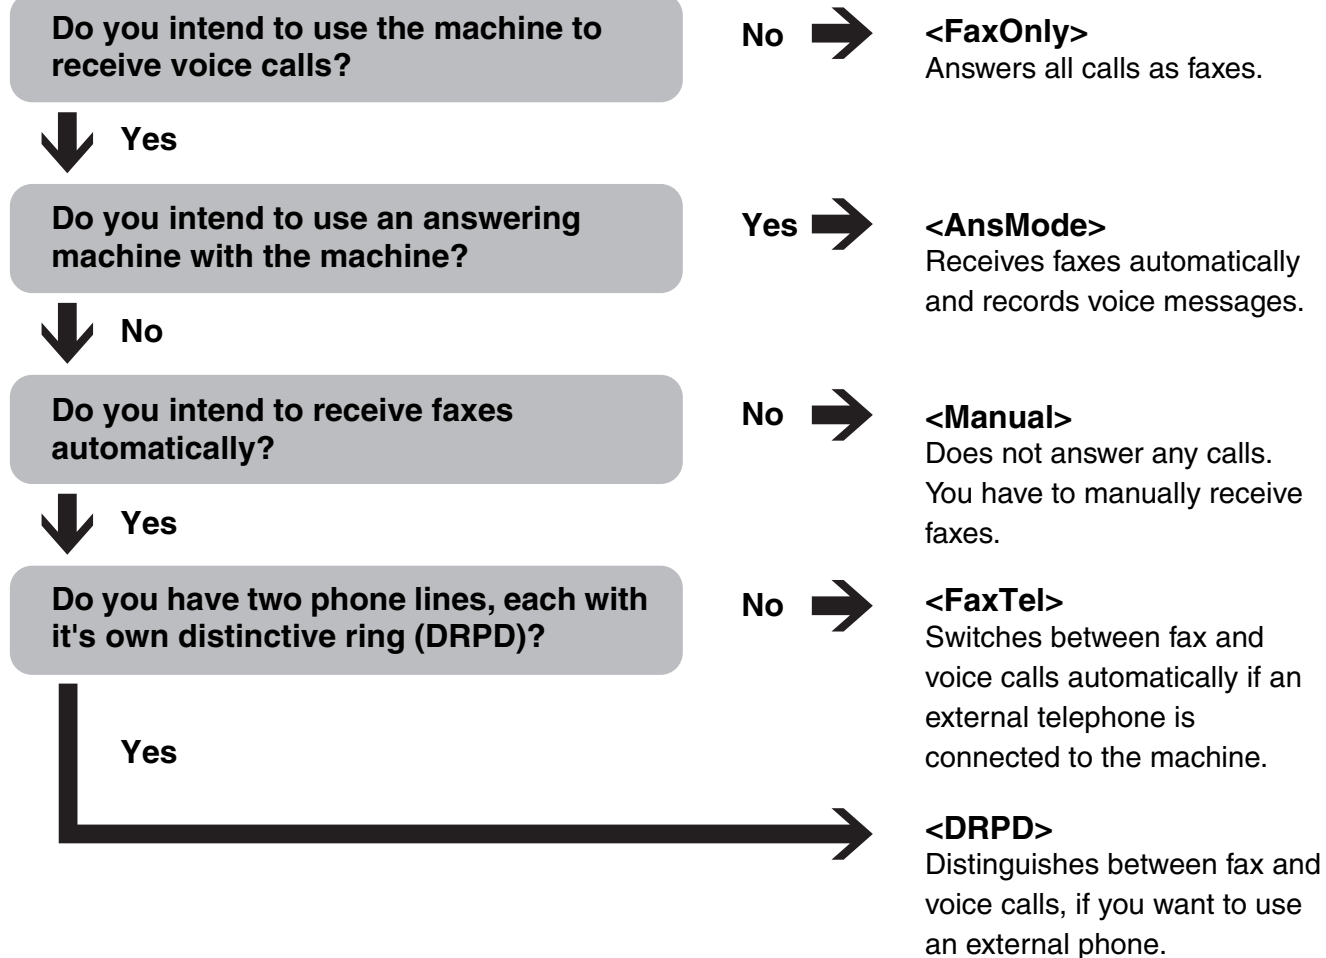 Do you intend to use the machine to
receive voice calls?
No
<FaxOnly>
Answers all calls as faxes.
Yes
Do you intend to use an answering
machine with the machine?
Yes
<AnsMode>
Receives faxes automatically
and records voice messages.
No
Do you intend to receive faxes
automatically?
No
<Manual>
Does not answer any calls.
You have to manually receive
faxes.
Yes
Do you have two phone lines, each with
it's own distinctive ring (DRPD)?
No
<FaxTel>
Switches between fax and
voice calls automatically if an
external telephone is
connected to the machine.
Yes
<DRPD>
Distinguishes between fax and
voice calls, if you want to use
an external phone.